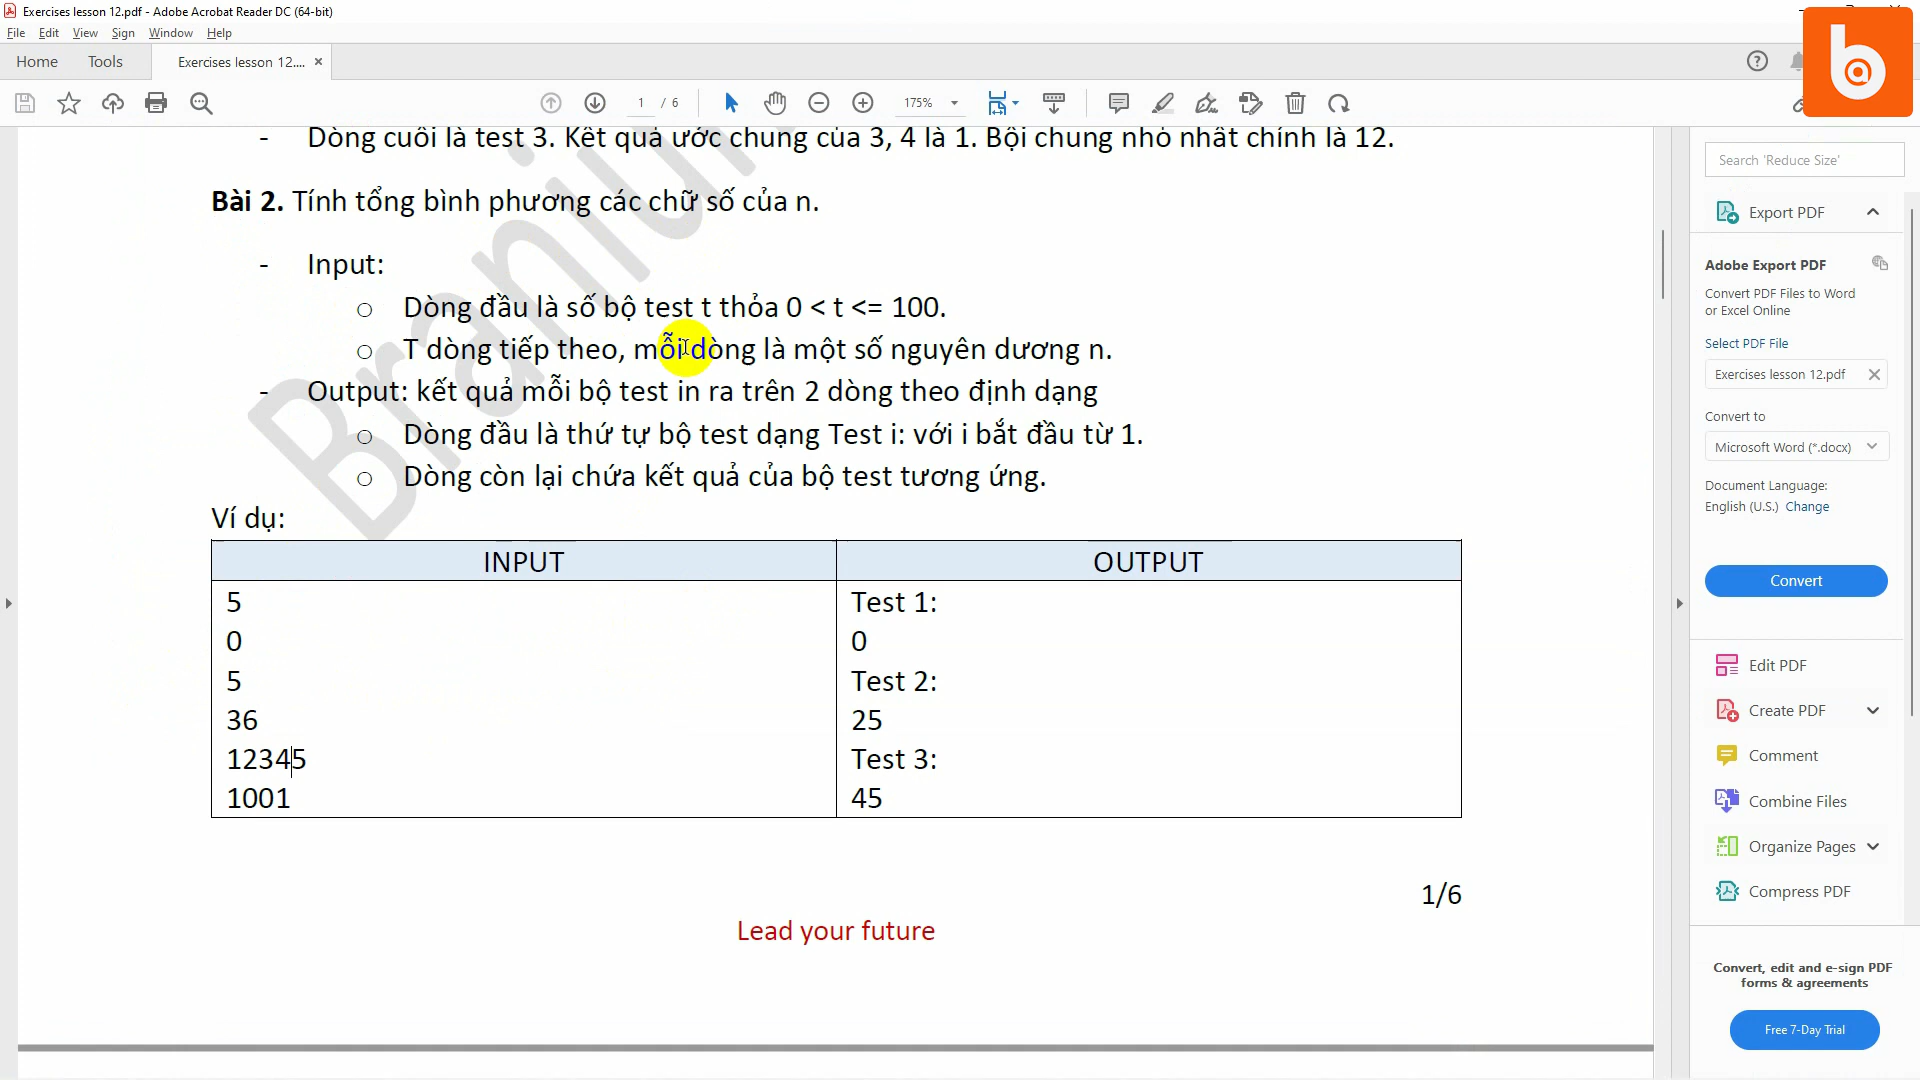 Exercises lesson 12.pdf - Adobe Acrobat Reader DC (64-bit)
File Edit View Sign Window Help
Home Tools Exercises lesson 12.... ×
1 / 6 175%
- Dòng cuối là test 3. Kết quả ước chung của 3, 4 là 1. Bội chung nhỏ nhất chính là 12.
Bài 2. Tính tổng bình phương các chữ số của n.
- Input:
o Dòng đầu là số bộ test t thỏa 0 < t <= 100.
o T dòng tiếp theo, mỗi dòng là một số nguyên dương n.
- Output: kết quả mỗi bộ test in ra trên 2 dòng theo định dạng
o Dòng đầu là thứ tự bộ test dạng Test i: với i bắt đầu từ 1.
o Dòng còn lại chứa kết quả của bộ test tương ứng.
Ví dụ:
INPUT OUTPUT
5 Test 1:
0 0
5 Test 2:
36 25
12345 Test 3:
1001 45
1/6
Lead your future
Search 'Reduce Size'
Export PDF
Adobe Export PDF
Convert PDF Files to Word
or Excel Online
Select PDF File
Exercises lesson 12.pdf
Convert to
Microsoft Word (*.docx)
Document Language:
English (U.S.) Change
Convert
Edit PDF
Create PDF
Comment
Combine Files
Organize Pages
Compress PDF
Convert, edit and e-sign PDF
forms & agreements
Free 7-Day Trial